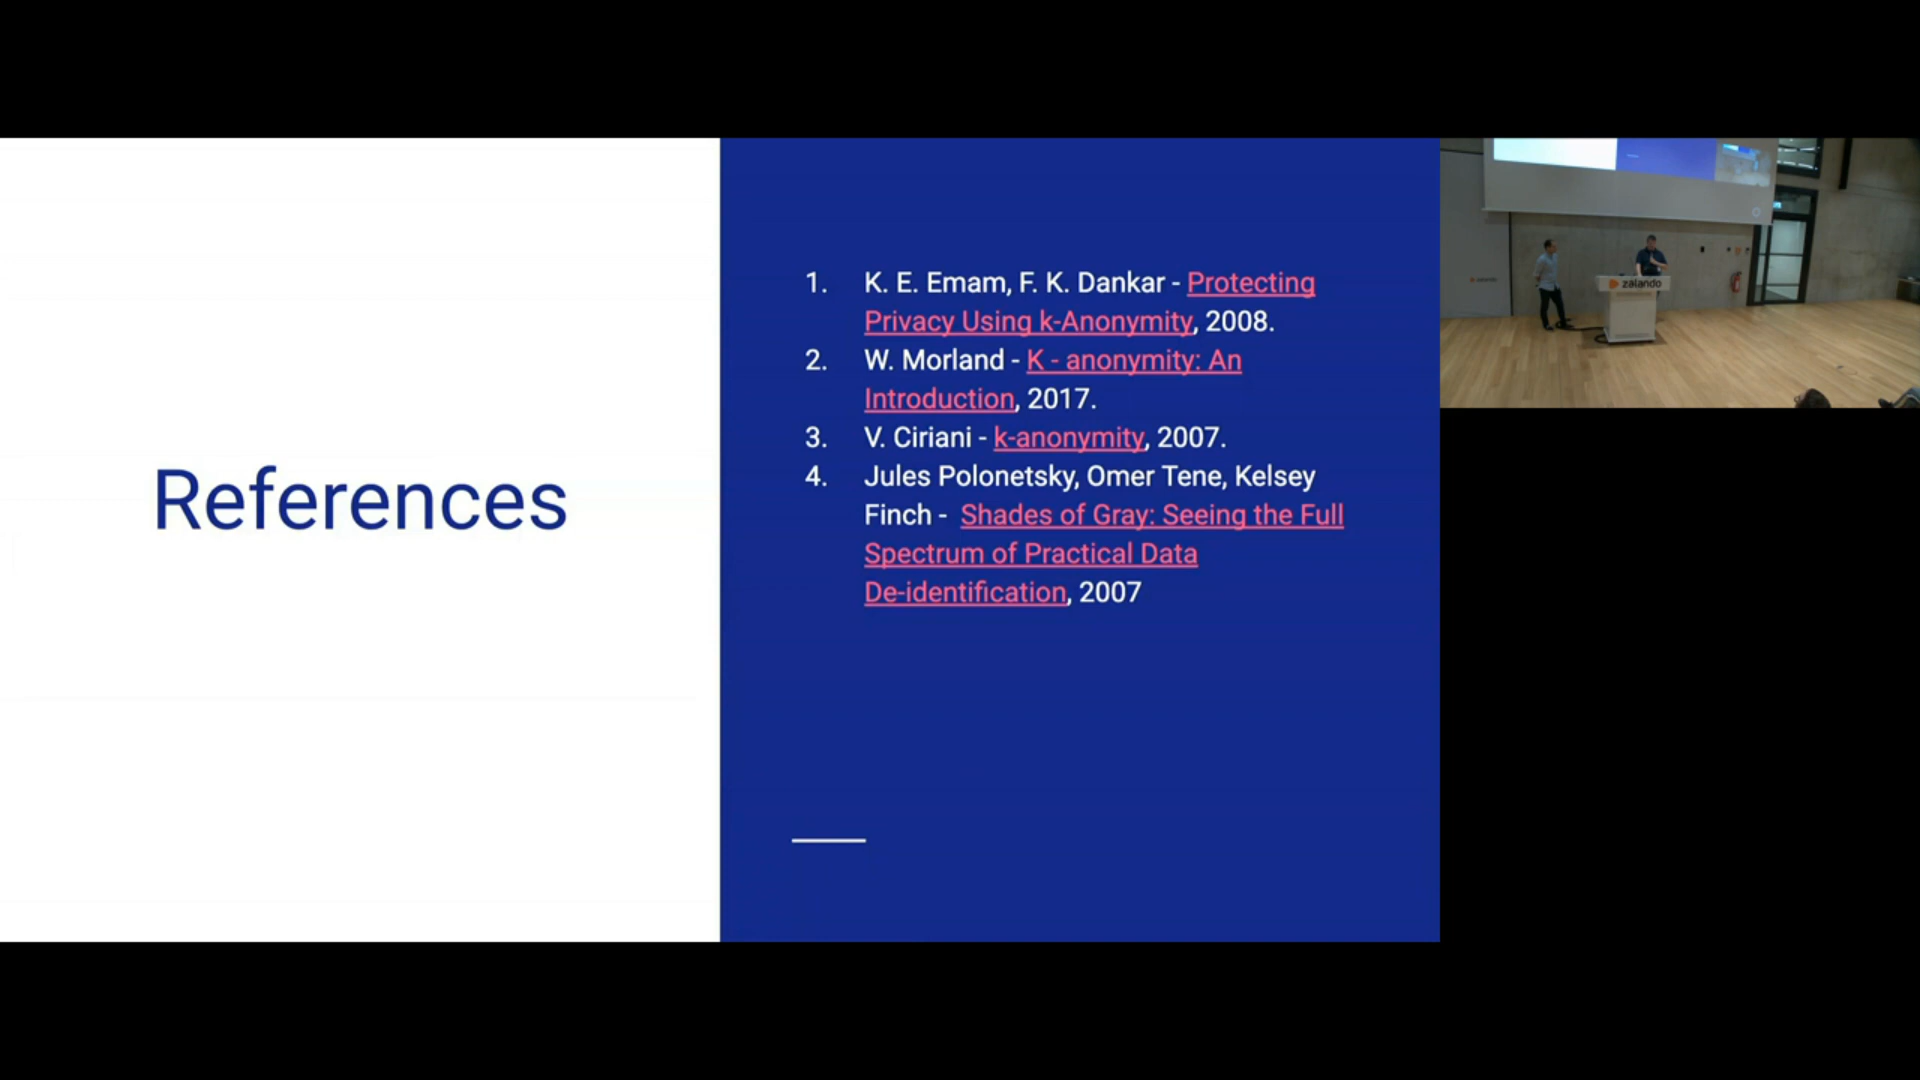 References
1. K. E. Emam, F. K. Dankar - Protecting
Privacy Using k-Anonymity, 2008.
2. W. Morland - K - anonymity: An
Introduction, 2017.
3. V. Ciriani - k-anonymity, 2007.
4. Jules Polonetsky, Omer Tene, Kelsey
Finch - Shades of Gray: Seeing the Full
Spectrum of Practical Data
De-identification, 2007
zalando